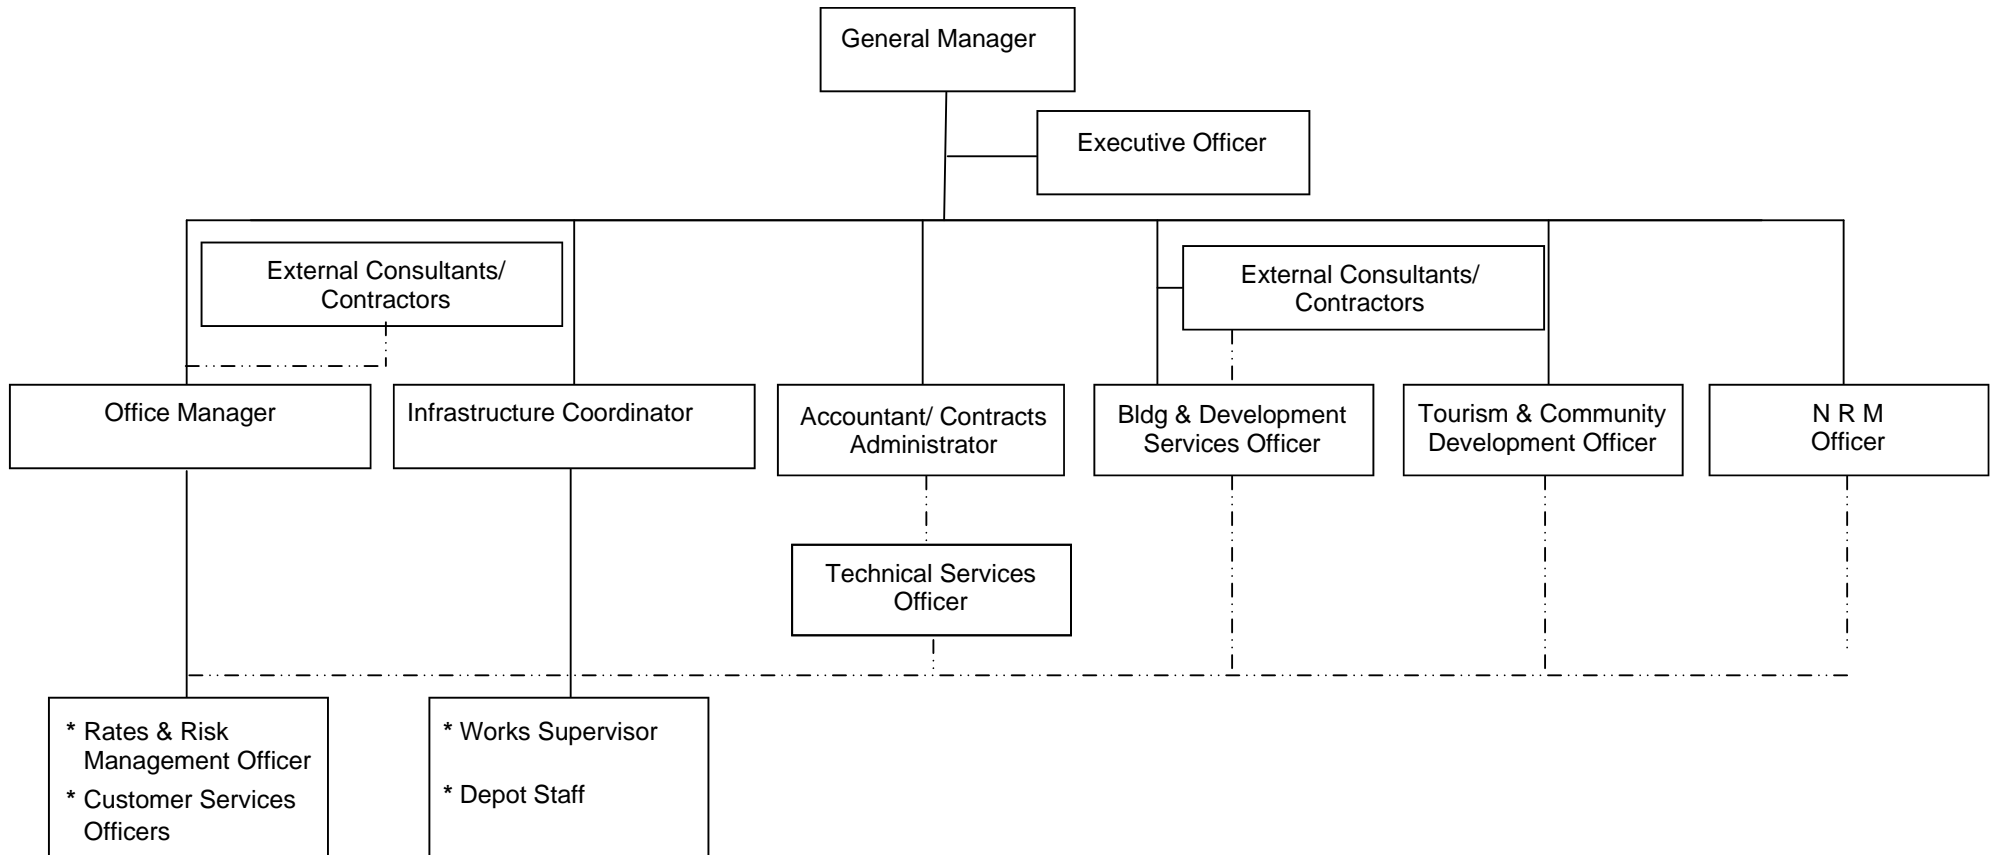 General Manager
Executive Officer
External Consultants/
Contractors
External Consultants/
Contractors
Office Manager
Infrastructure Coordinator
Accountant/ Contracts
Administrator
Bldg & Development
Services Officer
Tourism & Community
Development Officer
N R M
Officer
Technical Services
Officer
* Rates & Risk
Management Officer
* Customer Services
Officers
* Works Supervisor
* Depot Staff